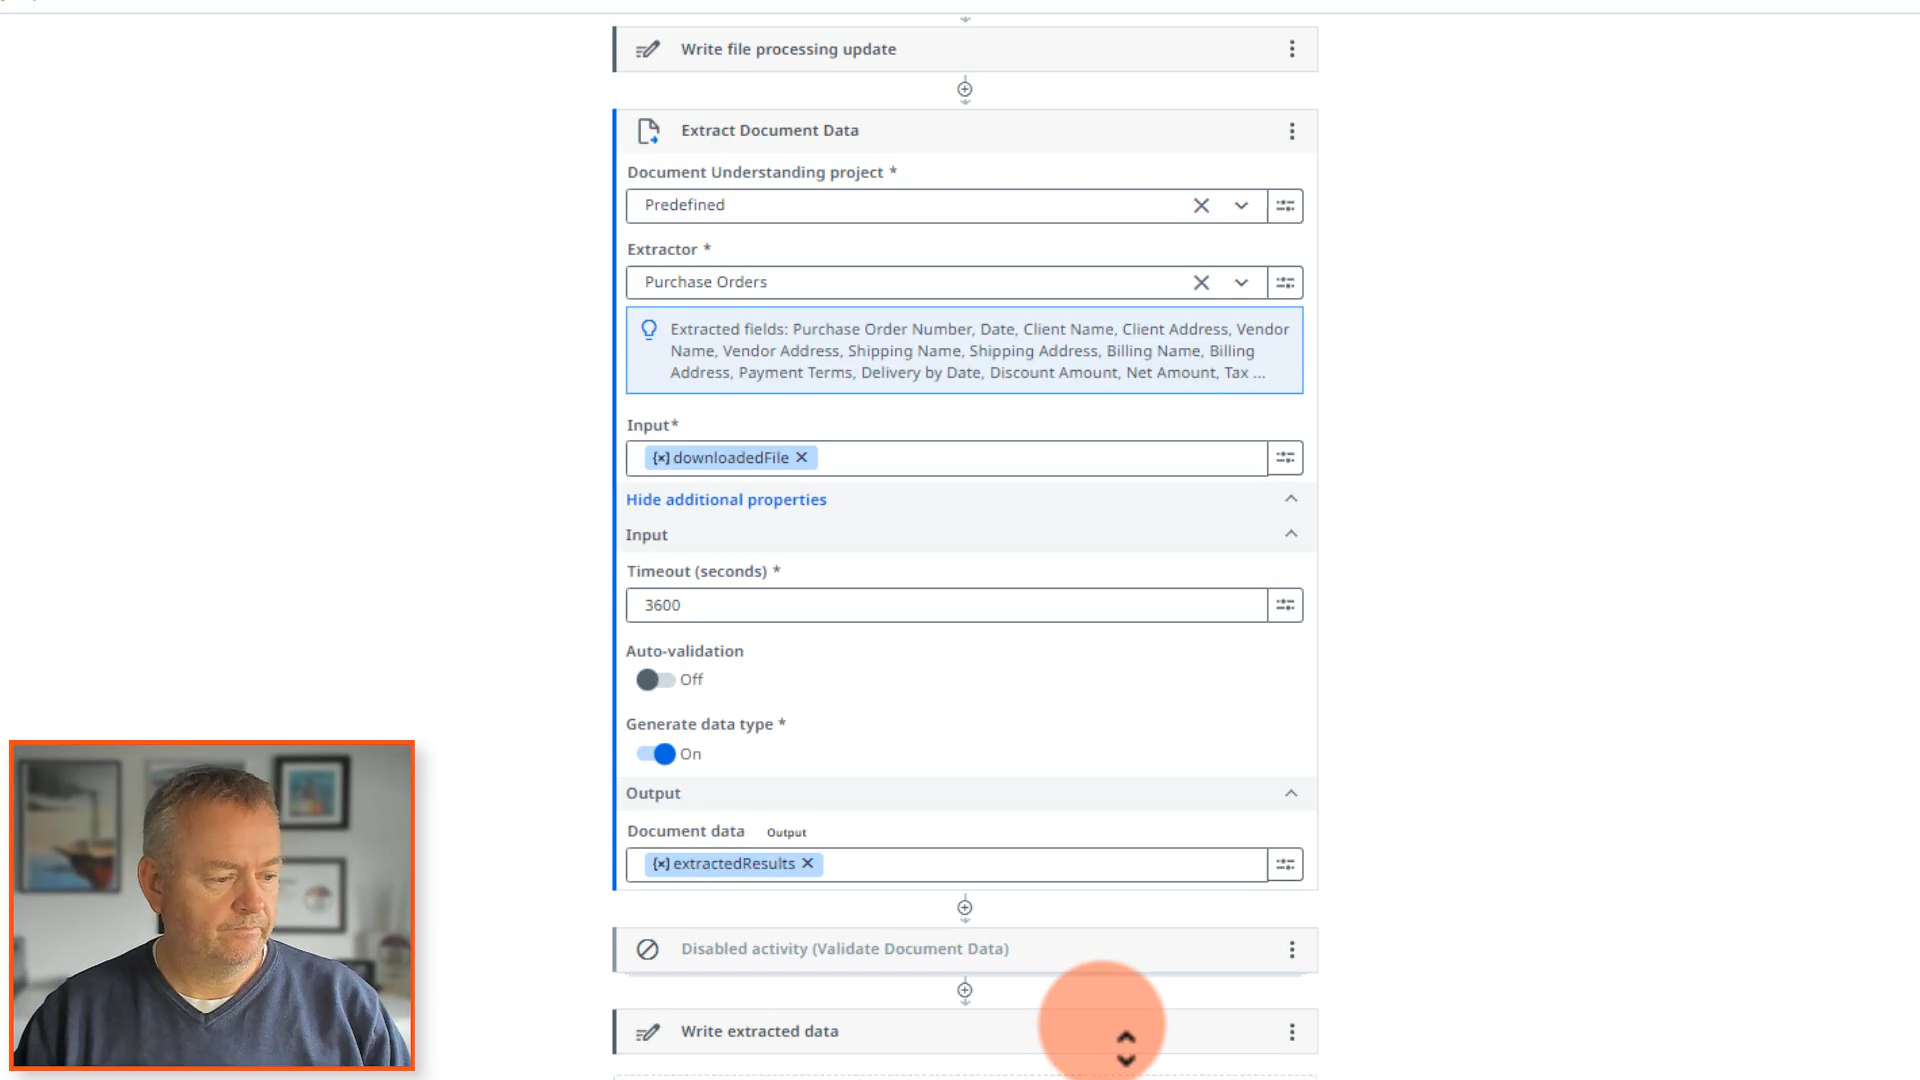 Write file processing update
Extract Document Data
Document Understanding project *
Predefined
Extractor *
Purchase Orders
Extracted fields: Purchase Order Number, Date, Client Name, Client Address, Vendor
Name, Vendor Address, Shipping Name, Shipping Address, Billing Name, Billing
Address, Payment Terms, Delivery by Date, Discount Amount, Net Amount, Tax ...
Input*
downloadedFile
Hide additional properties
Input
Timeout (seconds) *
3600
Auto-validation
Off
Generate data type *
On
Output
Document data Output
extractedResults
Disabled activity (Validate Document Data)
Write extracted data